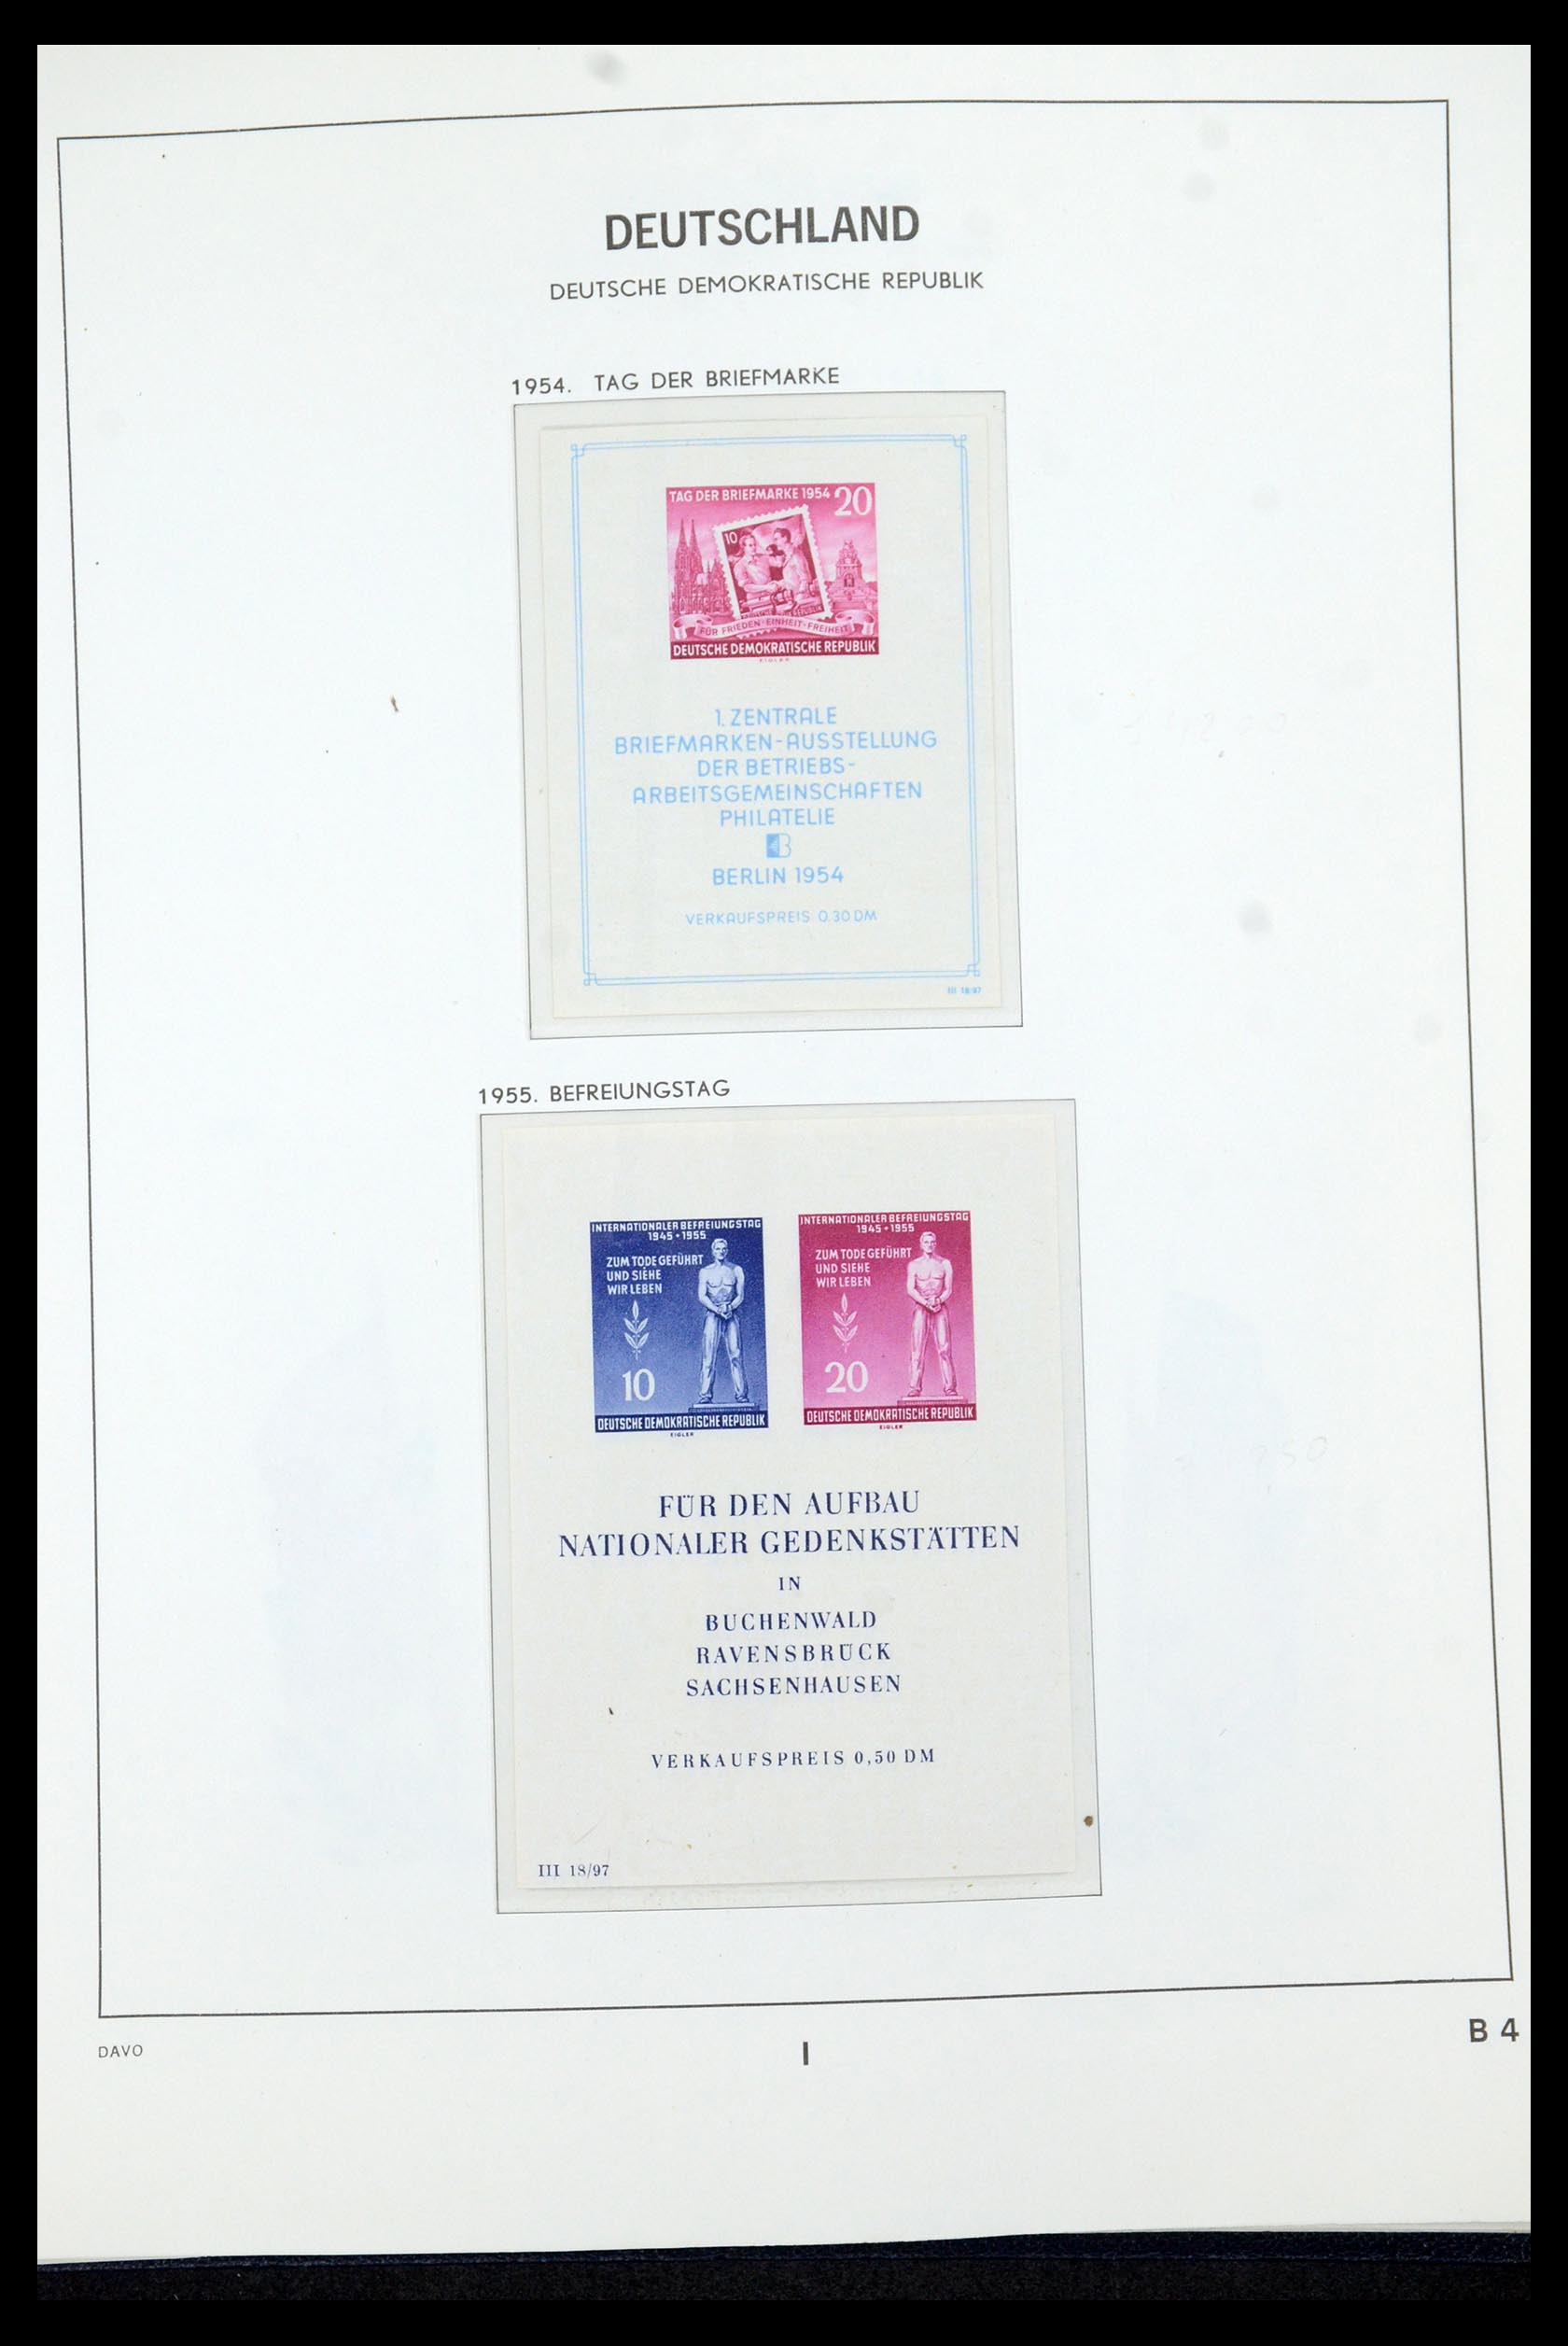 DEUTSCHLAND
DEUTSCHE DEMOKRATISCHE REPUBLIK
1954. TAG DER BRIEFMARKE
TAG DER BRIEFMARKE 1954 20
10
FÜR FRIEDEN·EINHEIT·FREIHEIT
DEUTSCHE DEMOKRATISCHE REPUBLIK
EIGLER
1. ZENTRALE
BRIEFMARKEN-AUSSTELLUNG
DER BETRIEBS-
ARBEITSGEMEINSCHAFTEN
PHILATELIE
BERLIN 1954
VERKAUFSPREIS 0.30 DM
III 18/97
1955. BEFREIUNGSTAG
INTERNATIONALER BEFREIUNGSTAG
1945 • 1955
ZUM TODE GEFÜHRT
UND SIEHE
WIR LEBEN
10
DEUTSCHE DEMOKRATISCHE REPUBLIK
EIGLER
INTERNATIONALER BEFREIUNGSTAG
1945 • 1955
ZUM TODE GEFÜHRT
UND SIEHE
WIR LEBEN
20
DEUTSCHE DEMOKRATISCHE REPUBLIK
EIGLER
FÜR DEN AUFBAU
NATIONALER GEDENKSTÄTTEN
IN
BUCHENWALD
RAVENSBRÜCK
SACHSENHAUSEN
VERKAUFSPREIS 0,50 DM
III 18/97
DAVO
I
B 4